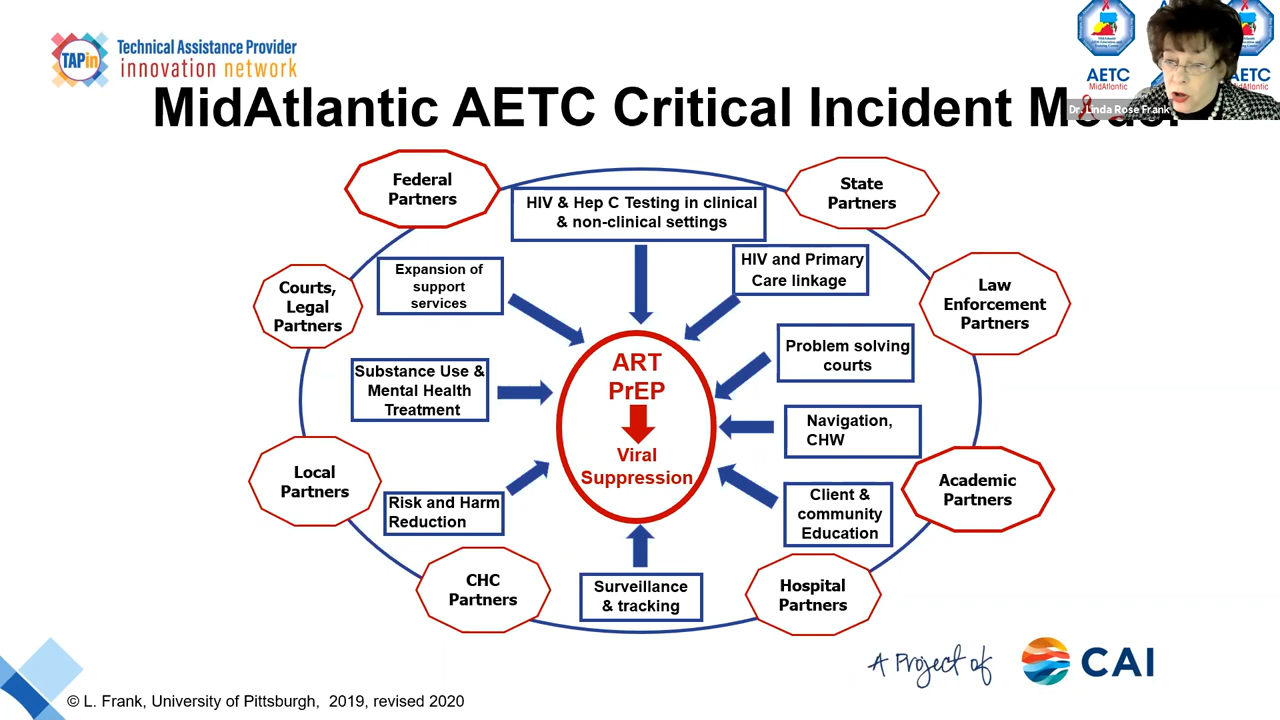 TAPin
Technical Assistance Provider
innovation network
AETC
MidAtlantic
AETC
MidAtlantic
Dr. Linda Rose Frank
MidAtlantic AETC Critical Incident Model
Federal
Partners
State
Partners
HIV & Hep C Testing in clinical
& non-clinical settings
Expansion of
support
services
HIV and Primary
Care linkage
Courts,
Legal
Partners
Law
Enforcement
Partners
Problem solving
courts
ART
PrEP
Viral
Suppression
Substance Use &
Mental Health
Treatment
Navigation,
CHW
Local
Partners
Academic
Partners
Risk and Harm
Reduction
Client &
community
Education
CHC
Partners
Surveillance
& tracking
Hospital
Partners
A Project of
CAI
© L. Frank, University of Pittsburgh, 2019, revised 2020